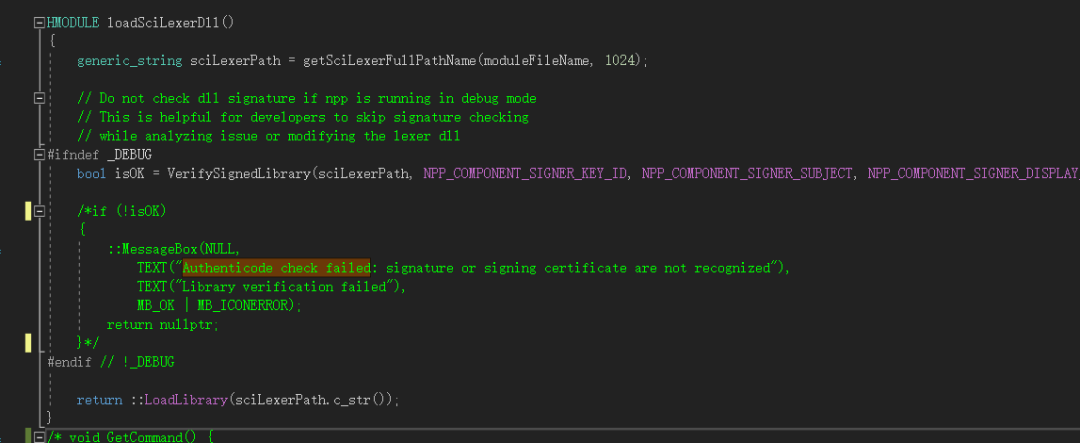 HMODULE loadSciLexerDll()
{
generic_string sciLexerPath = getSciLexerFullPathName(moduleFileName, 1024);
// Do not check dll signature if npp is running in debug mode
// This is helpful for developers to skip signature checking
// while analyzing issue or modifying the lexer dll
#ifndef _DEBUG
bool isOK = VerifySignedLibrary(sciLexerPath, NPP_COMPONENT_SIGNER_KEY_ID, NPP_COMPONENT_SIGNER_SUBJECT, NPP_COMPONENT_SIGNER_DISPLAY_
/*if (!isOK)
{
::MessageBox(NULL,
TEXT("Authenticode check failed: signature or signing certificate are not recognized"),
TEXT("Library verification failed"),
MB_OK | MB_ICONERROR);
return nullptr;
}*/
#endif // !_DEBUG
return ::LoadLibrary(sciLexerPath.c_str());
}
/* void GetCommand() {